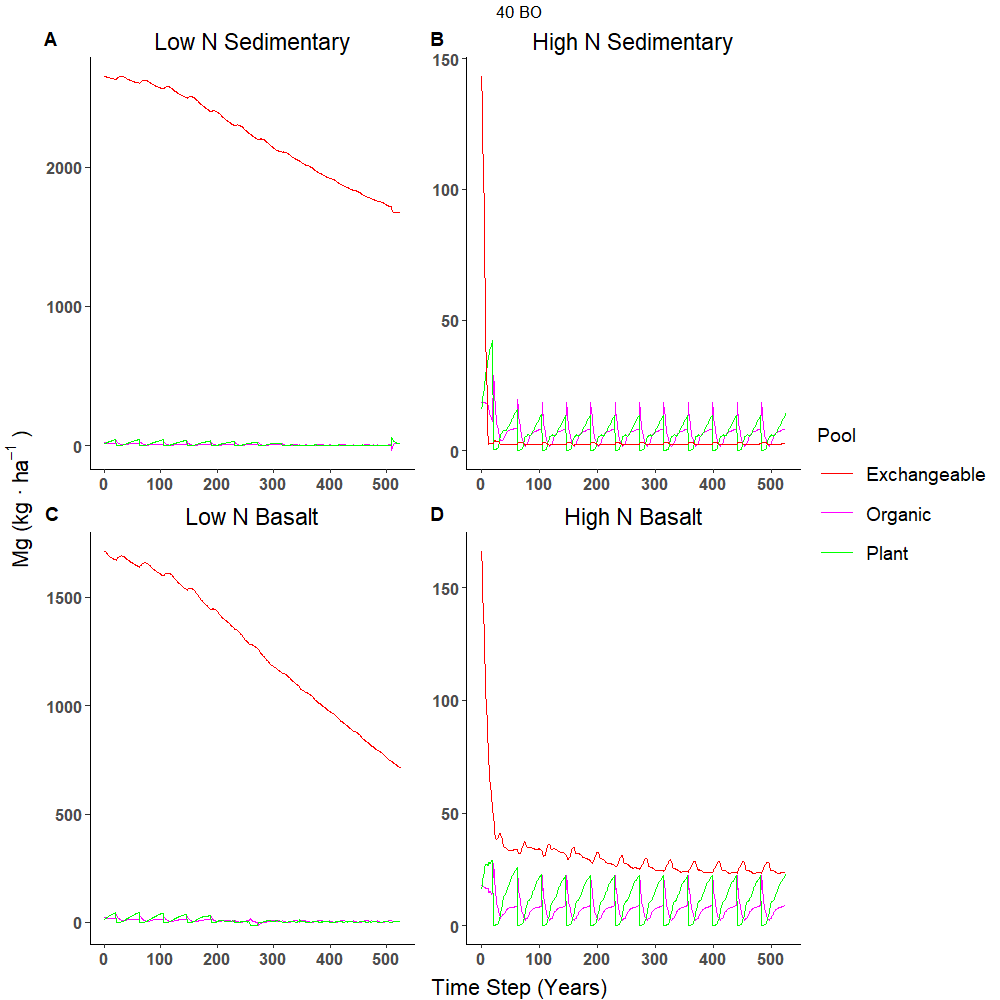 40 BO
A Low N Sedimentary
B High N Sedimentary
2000
1000
0
0 100 200 300 400 500
150
100
50
0
0 100 200 300 400 500
C Low N Basalt
D High N Basalt
1500
1000
500
0
0 100 200 300 400 500
150
100
50
0
0 100 200 300 400 500
Mg (kg · ha⁻¹ )
Time Step (Years)
Pool
Exchangeable
Organic
Plant